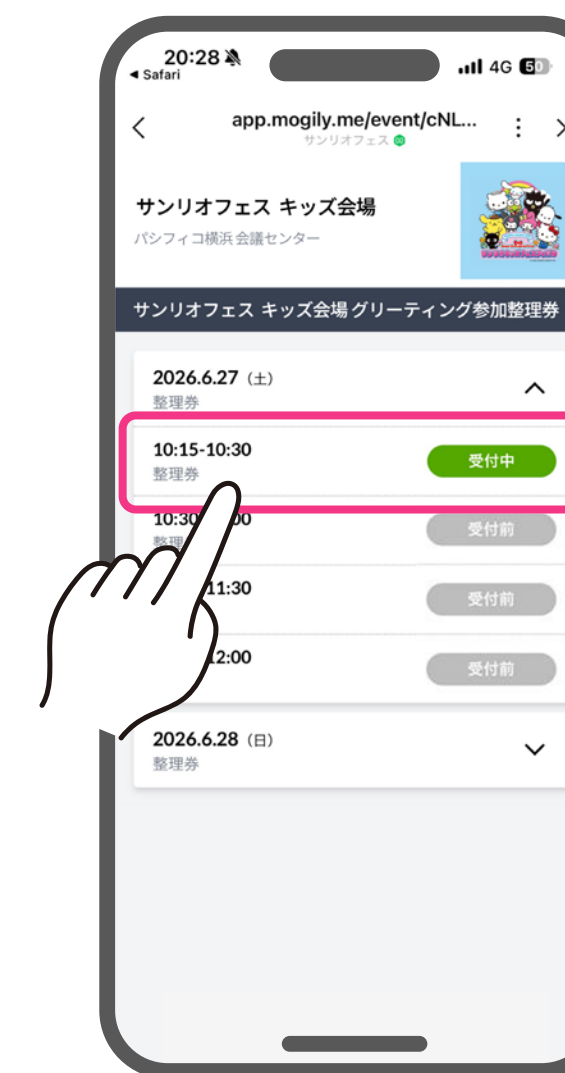 20:28
◀ Safari
4G 50
app.mogily.me/event/cNL...
サンリオフェス
サンリオフェス キッズ会場
パシフィコ横浜 会議センター
サンリオフェス キッズ会場 グリーティング参加整理券
2026.6.27（土）
整理券
10:15-10:30
整理券
受付中
10:30
00
受付前
11:30
受付前
12:00
受付前
2026.6.28（日）
整理券